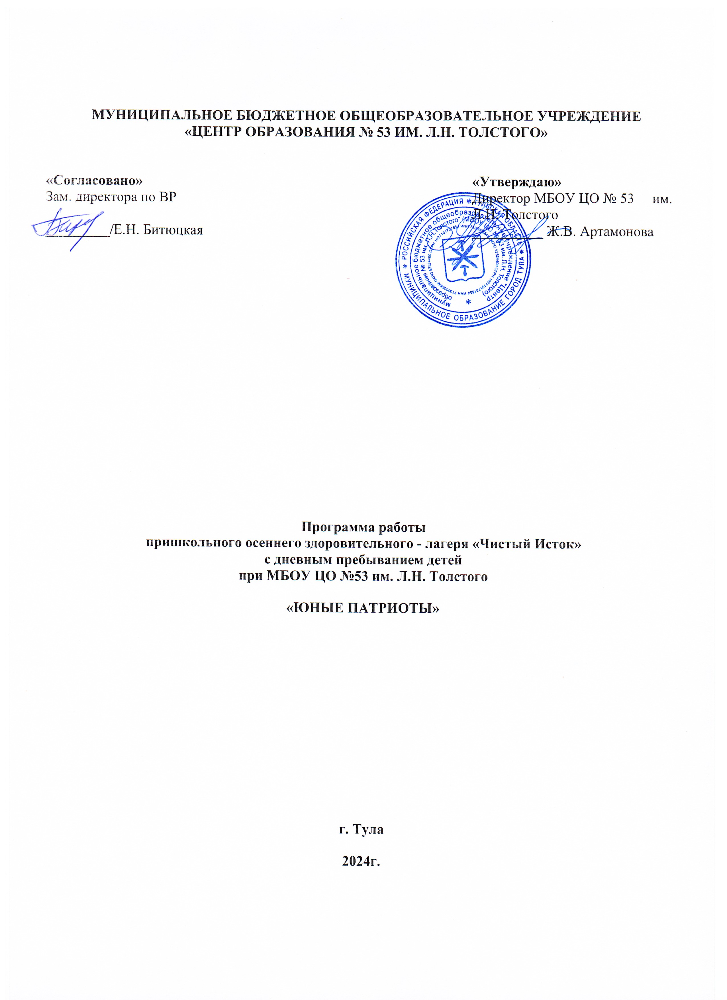 МУНИЦИПАЛЬНОЕ БЮДЖЕТНОЕ ОБЩЕОБРАЗОВАТЕЛЬНОЕ УЧРЕЖДЕНИЕ
«ЦЕНТР ОБРАЗОВАНИЯ № 53 ИМ. Л.Н. ТОЛСТОГО»
«Согласовано»
Зам. директора по ВР
/Е.Н. Битюцкая
«Утверждаю»
Директор МБОУ ЦО № 53 им.
Л.Н. Толстого
Ж.В. Артамонова
РОССИЙСКАЯ ФЕДЕРАЦИЯ * ТУЛЬСКАЯ ОБЛАСТЬ *
МУНИЦИПАЛЬНОЕ ОБРАЗОВАНИЕ ГОРОД ТУЛА *
муниципальное бюджетное общеобразовательное учреждение "Центр
образования № 53 им. Л.Н.Толстого" (МБОУ ЦО № 53 им. Л.Н. Толстого)
Программа работы
пришкольного осеннего здоровительного - лагеря «Чистый Исток»
с дневным пребыванием детей
при МБОУ ЦО №53 им. Л.Н. Толстого
«ЮНЫЕ ПАТРИОТЫ»
г. Тула
2024г.